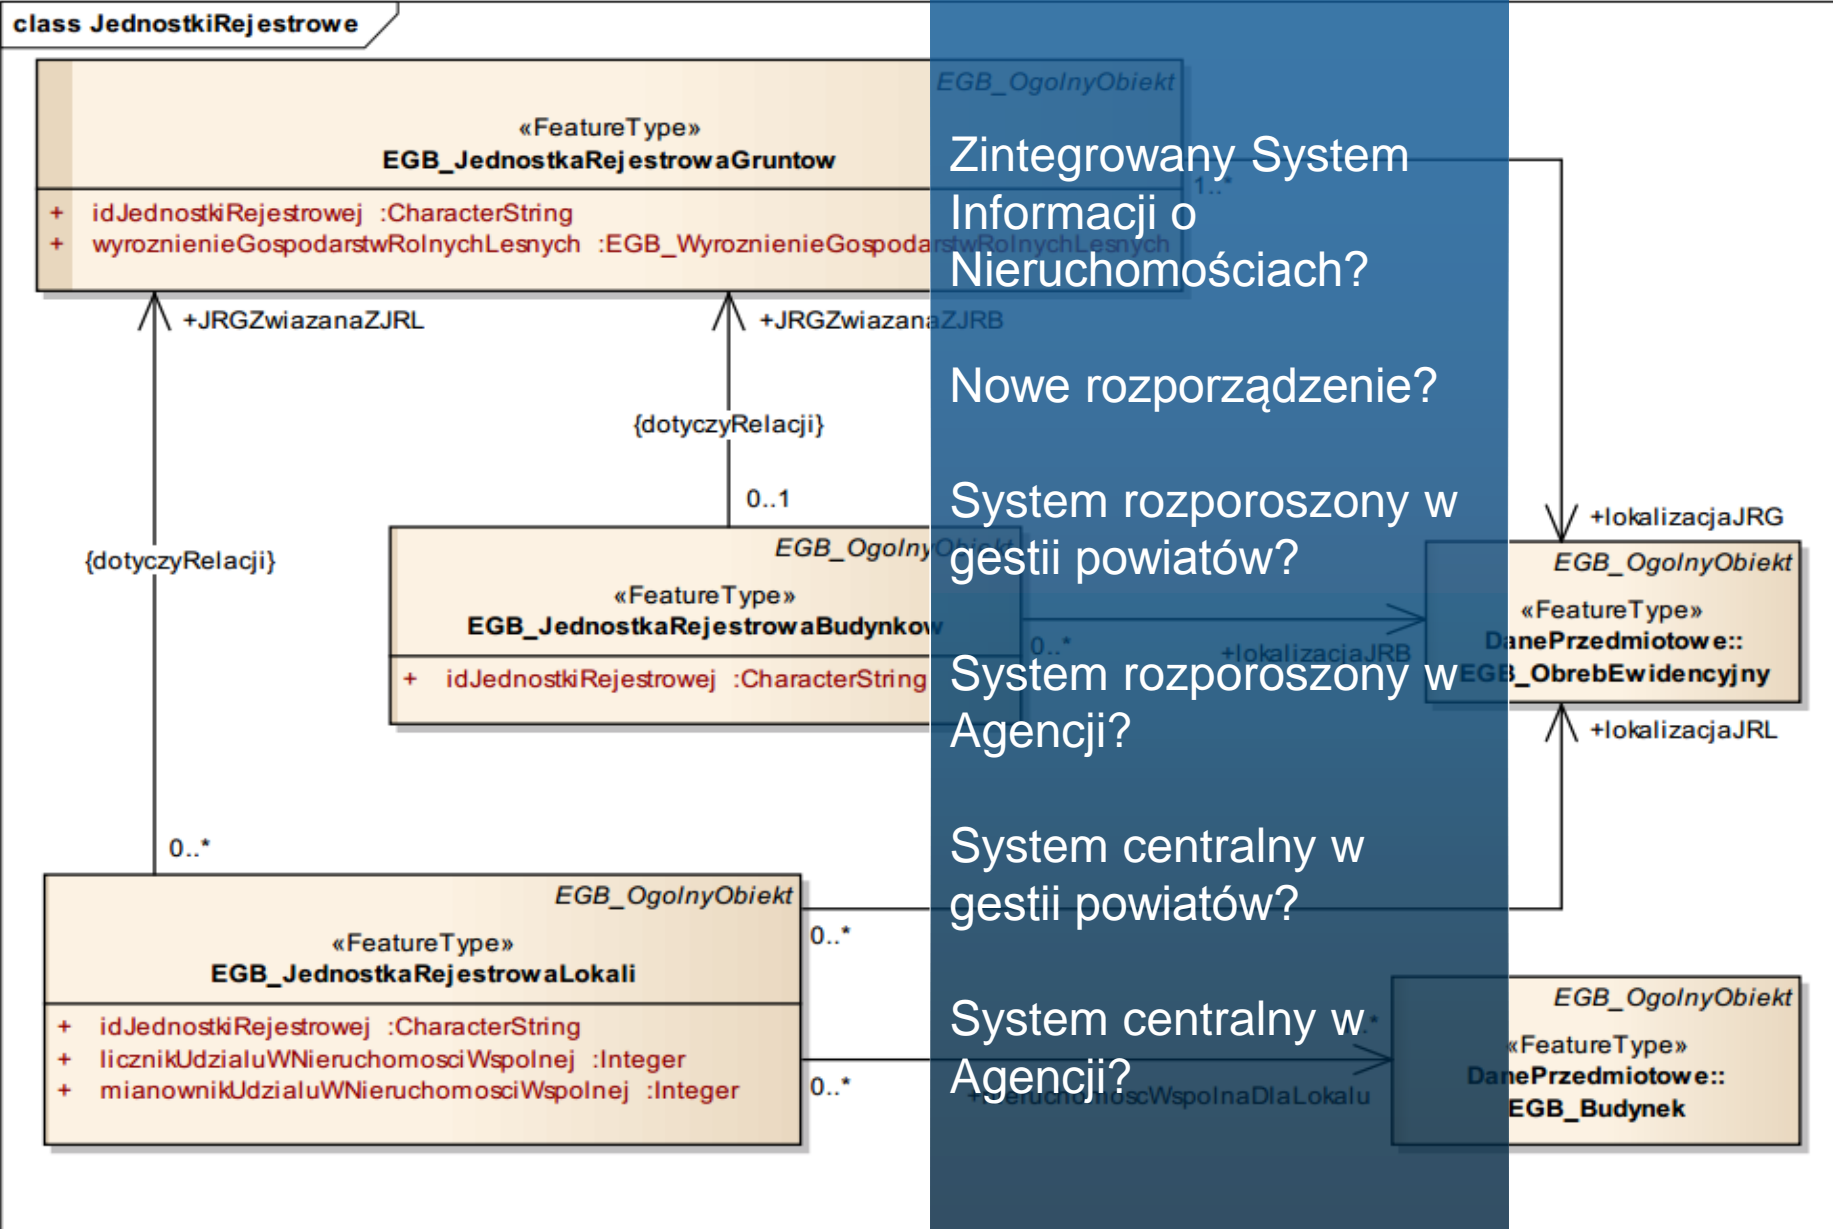 class JednostkiRejestrowe
EGB_OgolnyObiekt
«FeatureType»
EGB_JednostkaRejestrowaGruntow
1..*
+ idJednostkiRejestrowej :CharacterString
+ wyroznienieGospodarstwRolnychLesnych :EGB_WyroznienieGospodarstwRolnychLesnych
+JRGZwiazanaZJRL
+JRGZwiazanaZJRB
{dotyczyRelacji}
0..1
{dotyczyRelacji}
EGB_OgolnyObiekt
«FeatureType»
EGB_JednostkaRejestrowaBudynkow
+ idJednostkiRejestrowej :CharacterString
0..*
+lokalizacjaJRB
+lokalizacjaJRG
EGB_OgolnyObiekt
«FeatureType»
DanePrzedmiotowe::
EGB_ObrebEwidencyjny
+lokalizacjaJRL
0..*
EGB_OgolnyObiekt
«FeatureType»
EGB_JednostkaRejestrowaLokali
+ idJednostkiRejestrowej :CharacterString
+ licznikUdzialuWNieruchomosciWspolnej :Integer
+ mianownikUdzialuWNieruchomosciWspolnej :Integer
0..*
0..*
+nieruchomoscWspolnaDlaLokalu
EGB_OgolnyObiekt
«FeatureType»
DanePrzedmiotowe::
EGB_Budynek
Zintegrowany System
Informacji o
Nieruchomościach?
Nowe rozporządzenie?
System rozporoszony w
gestii powiatów?
System rozporoszony w
Agencji?
System centralny w
gestii powiatów?
System centralny w
Agencji?